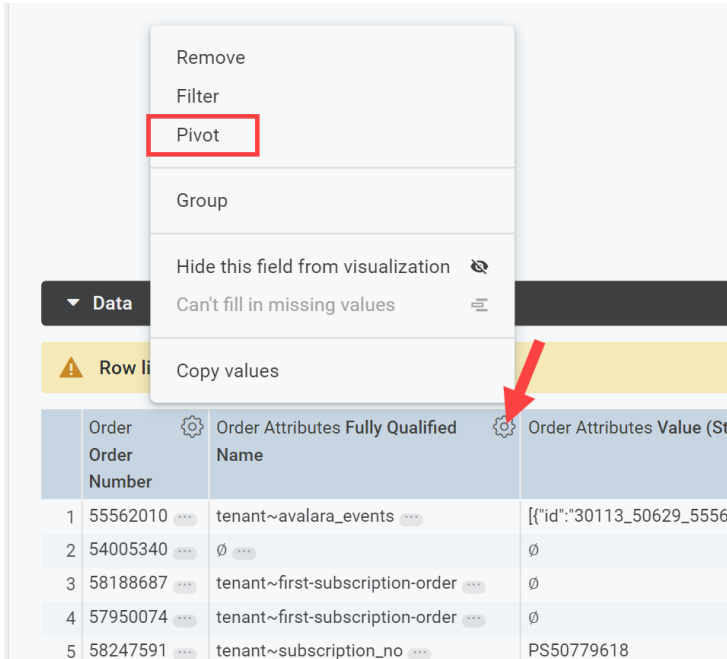 Remove
Filter
Pivot
Group
Hide this field from visualization
Can't fill in missing values
Copy values
Data
Row li
Order
Order
Number
Order Attributes Fully Qualified
Name
Order Attributes Value (St
1 55562010 tenant~avalara_events [{"id":"30113_50629_5556
2 54005340 ∅ ∅
3 58188687 tenant~first-subscription-order ∅
4 57950074 tenant~first-subscription-order ∅
5 58247591 tenant~subscription_no PS50779618